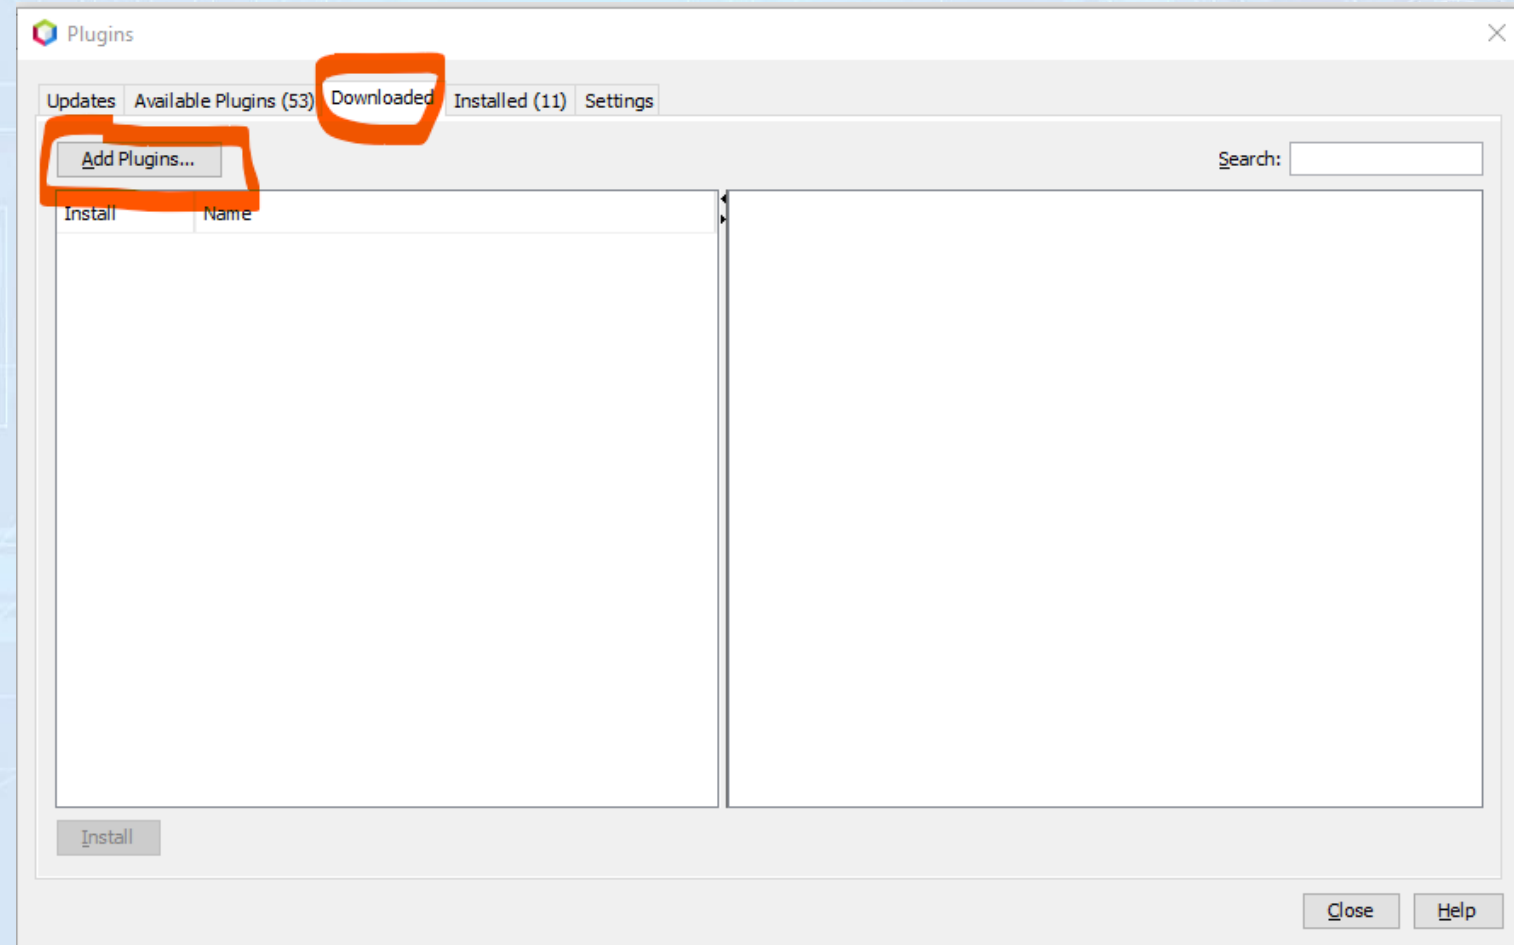 Plugins
Updates Available Plugins (53) Downloaded Installed (11) Settings
Add Plugins... Search:
Install Name
Install
Close Help